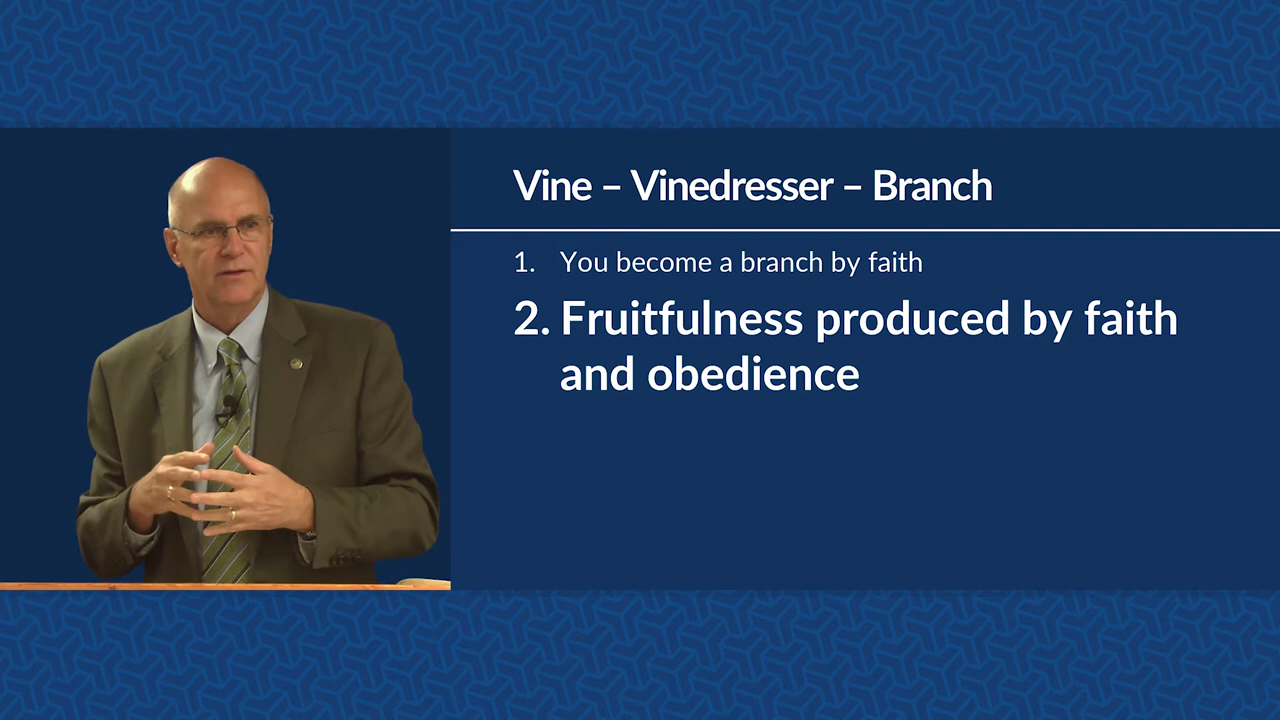 Vine – Vinedresser – Branch
1. You become a branch by faith
2. Fruitfulness produced by faith
and obedience